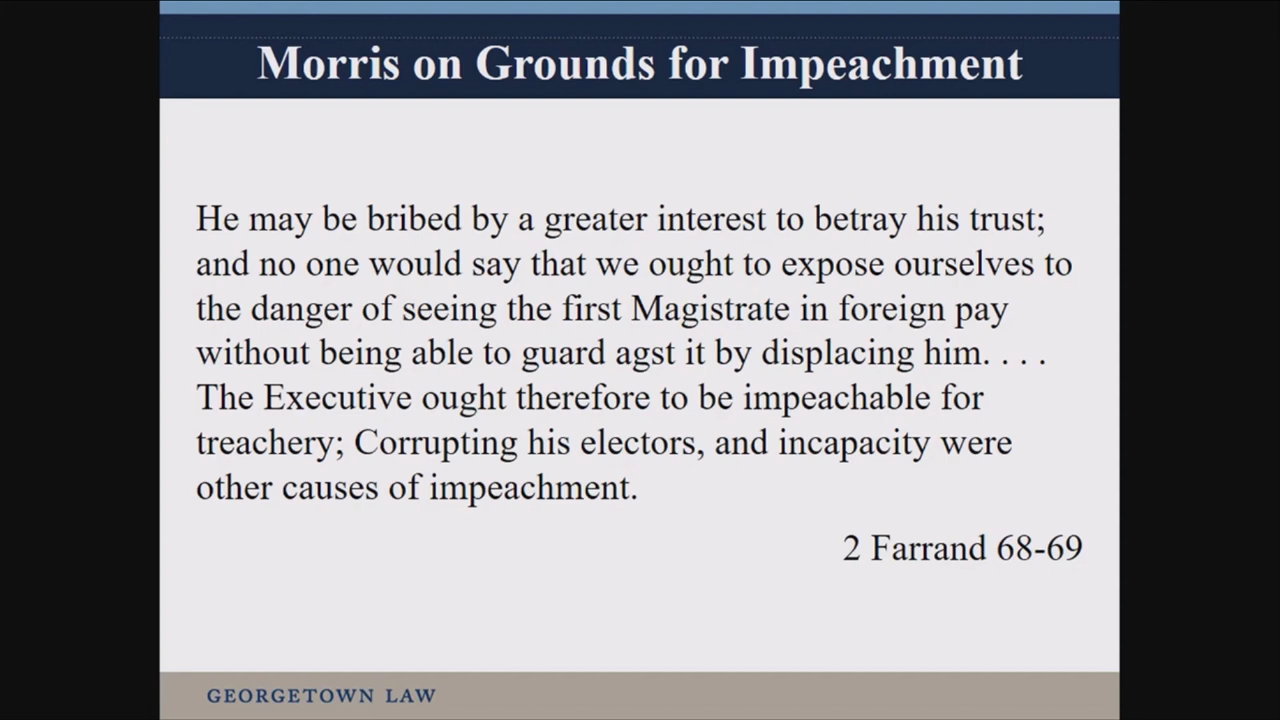 Morris on Grounds for Impeachment
He may be bribed by a greater interest to betray his trust;
and no one would say that we ought to expose ourselves to
the danger of seeing the first Magistrate in foreign pay
without being able to guard agst it by displacing him. . . .
The Executive ought therefore to be impeachable for
treachery; Corrupting his electors, and incapacity were
other causes of impeachment.
2 Farrand 68-69
GEORGETOWN LAW